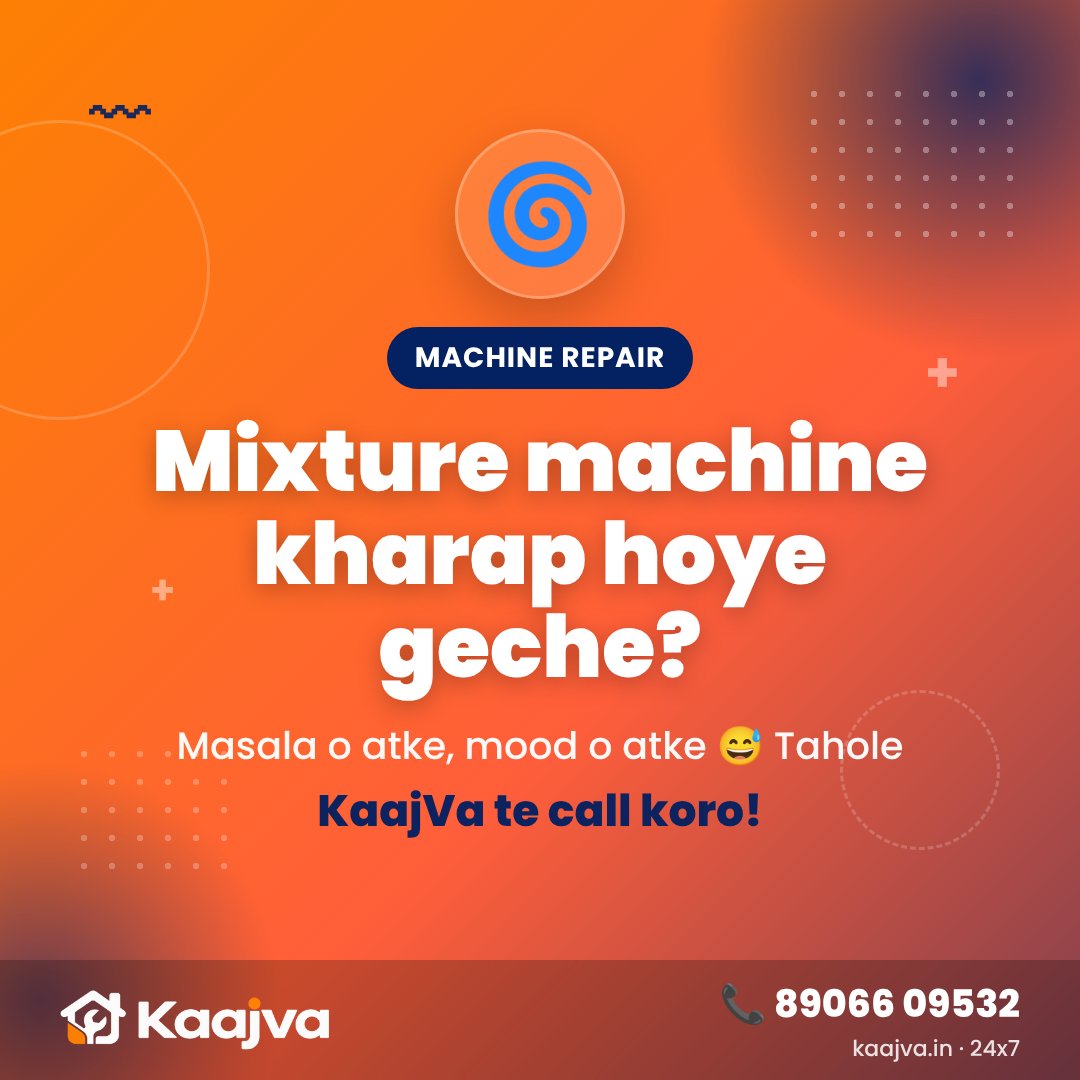 MACHINE REPAIR
Mixture machine
kharap hoye
geche?
Masala o atke, mood o atke 😅 Tahole
KaajVa te call koro!
Kaajva
📞 89066 09532
kaajva.in · 24x7